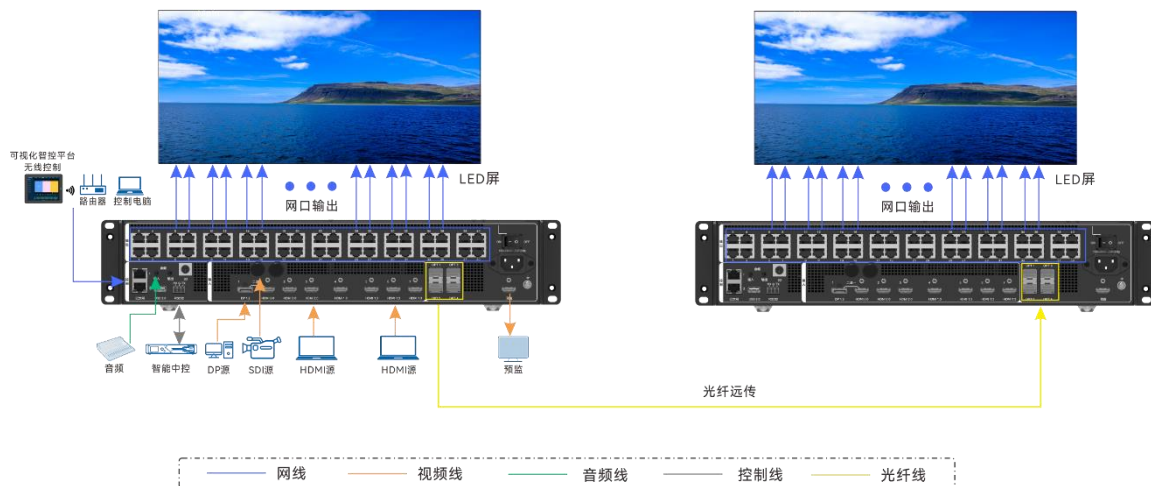 可视化智控平台
无线控制
路由器
控制电脑
LED屏
网口输出
LED屏
网口输出
音频
智能中控
DP源
SDI源
HDMI源
HDMI源
预监
光纤远传
网线
视频线
音频线
控制线
光纤线